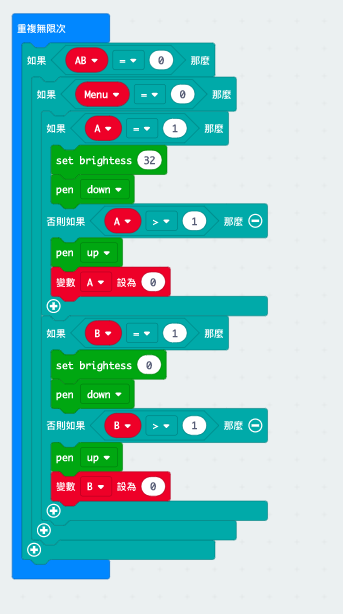 重複無限次
如果 AB = 0 那麼
如果 Menu = 0 那麼
如果 A = 1 那麼
set brightess 32
pen down
否則如果 A > 1 那麼
pen up
變數 A 設為 0
如果 B = 1 那麼
set brightess 0
pen down
否則如果 B > 1 那麼
pen up
變數 B 設為 0